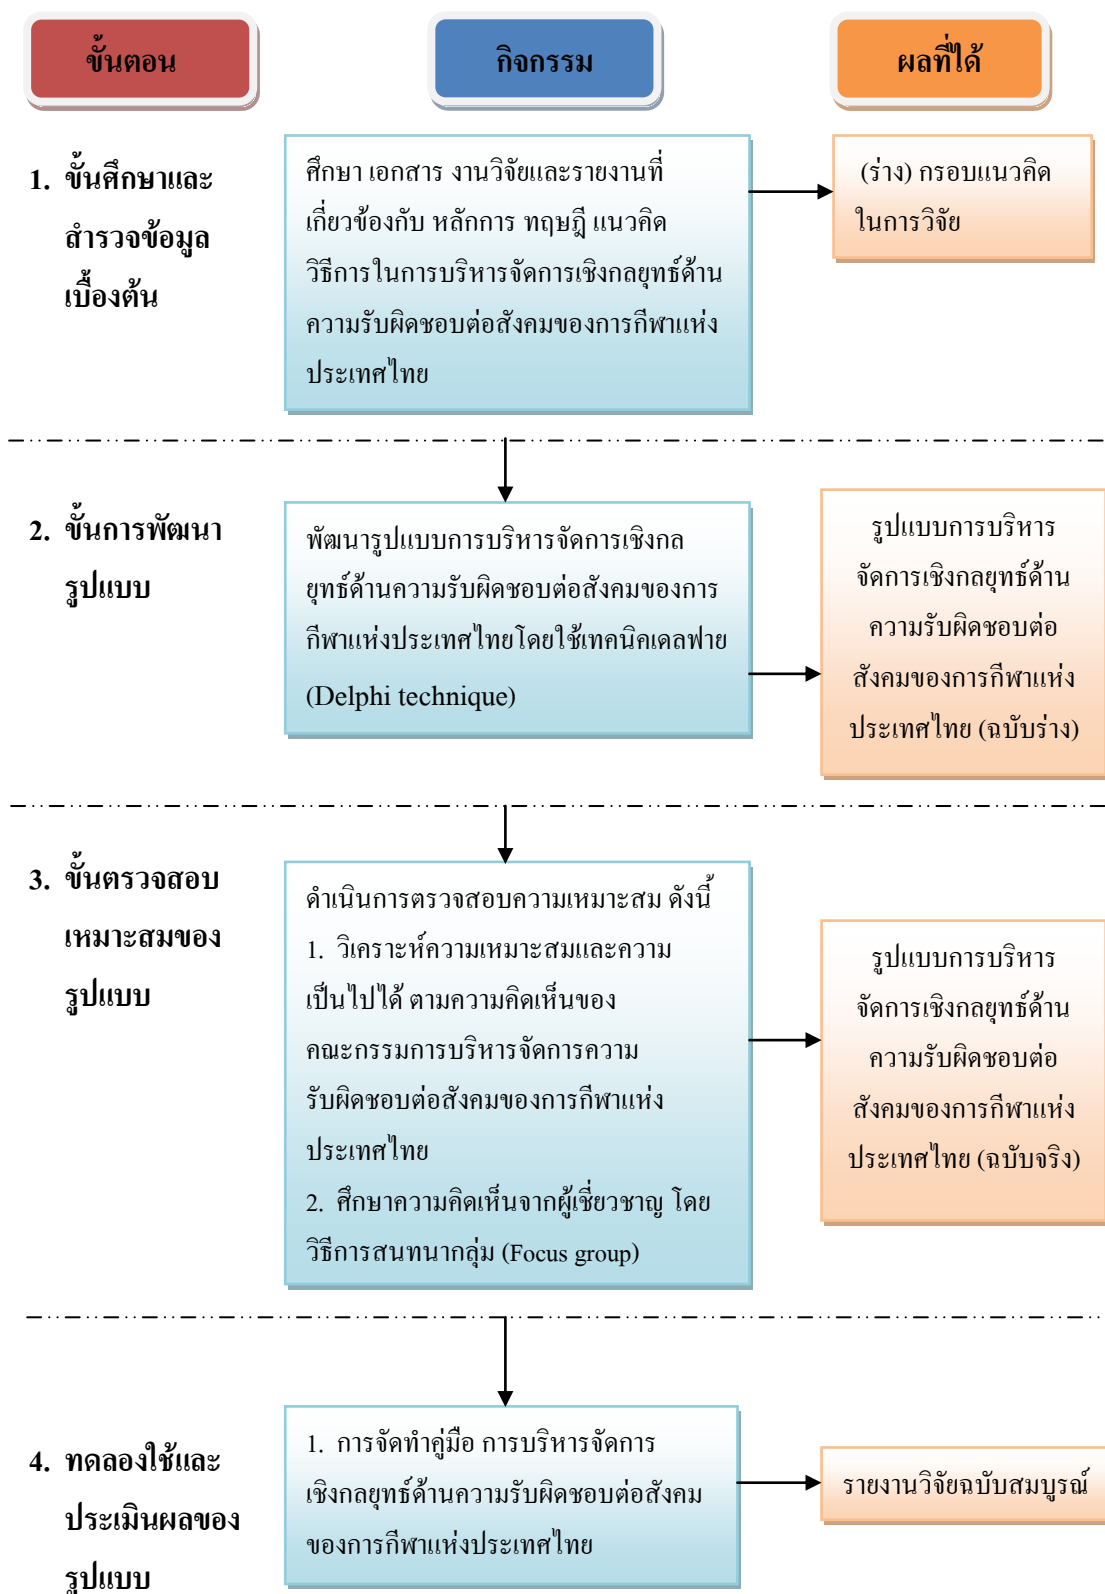 ขั้นตอน
กิจกรรม
ผลที่ได้
1. ขั้นศึกษาและ
สำรวจข้อมูล
เบื้องต้น
ศึกษา เอกสาร งานวิจัยและรายงานที่
เกี่ยวข้องกับ หลักการ ทฤษฎี แนวคิด
วิธีการในการบริหารจัดการเชิงกลยุทธ์ด้าน
ความรับผิดชอบต่อสังคมของการกีฬาแห่ง
ประเทศไทย
(ร่าง) กรอบแนวคิด
ในการวิจัย
2. ขั้นการพัฒนา
รูปแบบ
พัฒนารูปแบบการบริหารจัดการเชิงกล
ยุทธ์ด้านความรับผิดชอบต่อสังคมของการ
กีฬาแห่งประเทศไทยโดยใช้เทคนิคเดลฟาย
(Delphi technique)
รูปแบบการบริหาร
จัดการเชิงกลยุทธ์ด้าน
ความรับผิดชอบต่อ
สังคมของการกีฬาแห่ง
ประเทศไทย (ฉบับร่าง)
3. ขั้นตรวจสอบ
เหมาะสมของ
รูปแบบ
ดำเนินการตรวจสอบความเหมาะสม ดังนี้
1. วิเคราะห์ความเหมาะสมและความ
เป็นไปได้ ตามความคิดเห็นของ
คณะกรรมการบริหารจัดการความ
รับผิดชอบต่อสังคมของการกีฬาแห่ง
ประเทศไทย
2. ศึกษาความคิดเห็นจากผู้เชี่ยวชาญ โดย
วิธีการสนทนากลุ่ม (Focus group)
รูปแบบการบริหาร
จัดการเชิงกลยุทธ์ด้าน
ความรับผิดชอบต่อ
สังคมของการกีฬาแห่ง
ประเทศไทย (ฉบับจริง)
4. ทดลองใช้และ
ประเมินผลของ
รูปแบบ
1. การจัดทำคู่มือ การบริหารจัดการ
เชิงกลยุทธ์ด้านความรับผิดชอบต่อสังคม
ของการกีฬาแห่งประเทศไทย
รายงานวิจัยฉบับสมบูรณ์